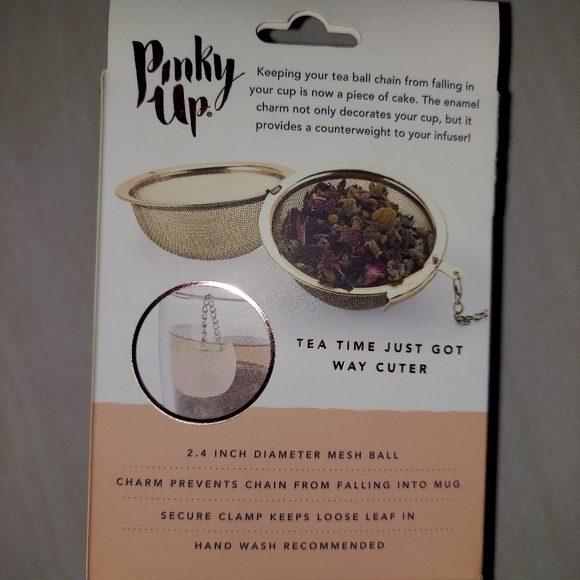 Pinky
Up®
Keeping your tea ball chain from falling in
your cup is now a piece of cake. The enamel
charm not only decorates your cup, but it
provides a counterweight to your infuser!
TEA TIME JUST GOT
WAY CUTER
2.4 INCH DIAMETER MESH BALL
CHARM PREVENTS CHAIN FROM FALLING INTO MUG
SECURE CLAMP KEEPS LOOSE LEAF IN
HAND WASH RECOMMENDED